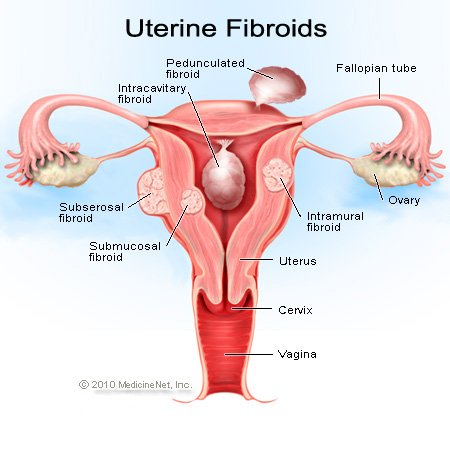 Uterine Fibroids
Pedunculated
fibroid
Intracavitary
fibroid
Fallopian tube
Subserosal
fibroid
Submucosal
fibroid
Ovary
Intramural
fibroid
Uterus
Cervix
Vagina
© 2010 MedicineNet, Inc.